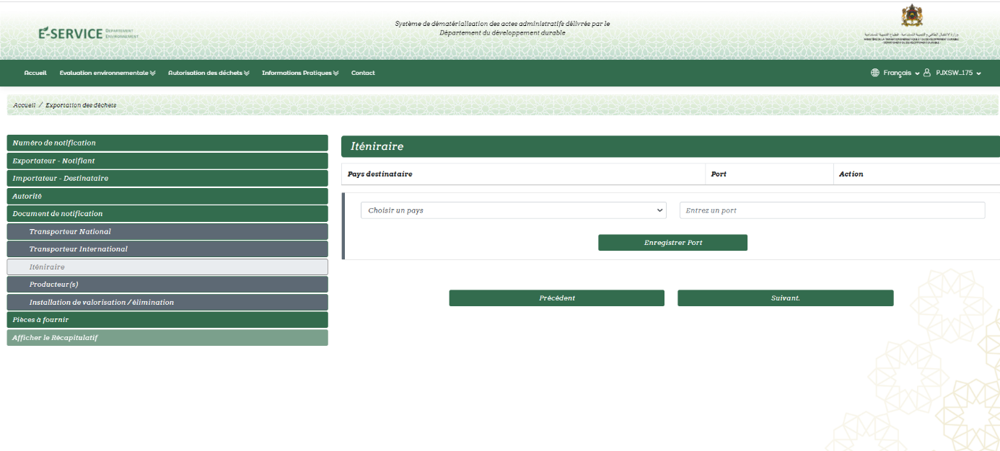 Système de dématérialisation des actes administratifs délivrés par le
Département du développement durable
E-SERVICE DÉPARTEMENT
ENVIRONNEMENT
Accueil Evaluation environnementale Autorisation des déchets Informations Pratiques Contact Français PJXSW_175
Accueil / Exportation des déchets
Numéro de notification
Exportateur - Notifiant
Importateur - Destinataire
Autorité
Document de notification
Transporteur National
Transporteur International
Iténiraire
Producteur(s)
Installation de valorisation / élimination
Pièces à fournir
Afficher le Récapitulatif
Iténiraire
Pays destinataire Port Action
Choisir un pays Entrez un port
Enregistrer Port
Précédent Suivant.